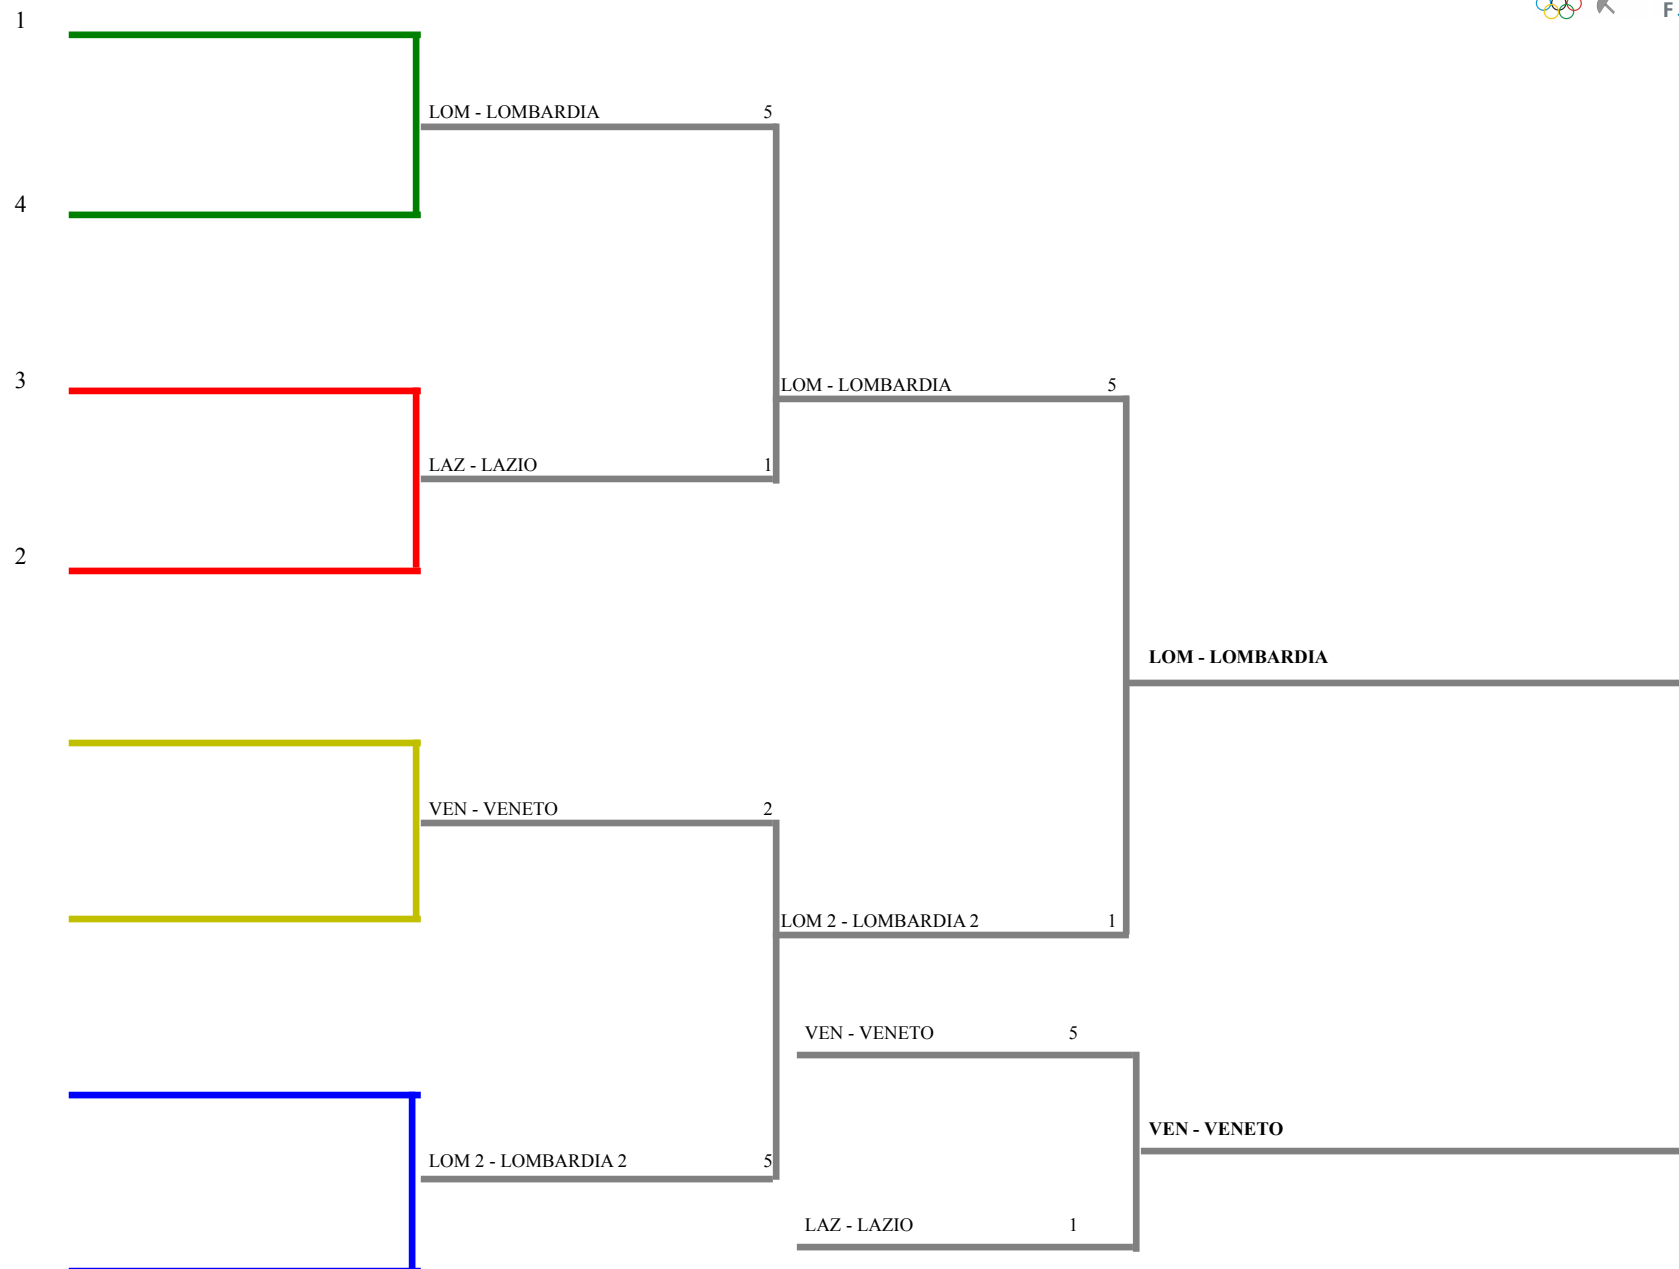 F
1
LOM - LOMBARDIA 5
4
3
LOM - LOMBARDIA 5
LAZ - LAZIO 1
2
LOM - LOMBARDIA
VEN - VENETO 2
LOM 2 - LOMBARDIA 2 1
VEN - VENETO 5
VEN - VENETO
LOM 2 - LOMBARDIA 2 5
LAZ - LAZIO 1